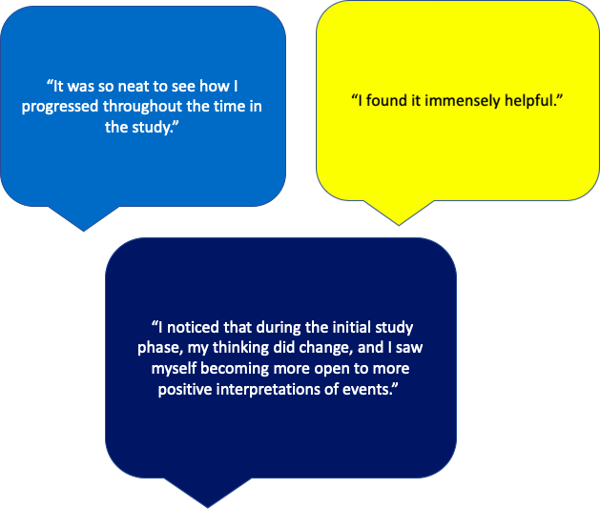 “It was so neat to see how I
progressed throughout the time in
the study.”
“I found it immensely helpful.”
“I noticed that during the initial study
phase, my thinking did change, and I saw
myself becoming more open to more
positive interpretations of events.”